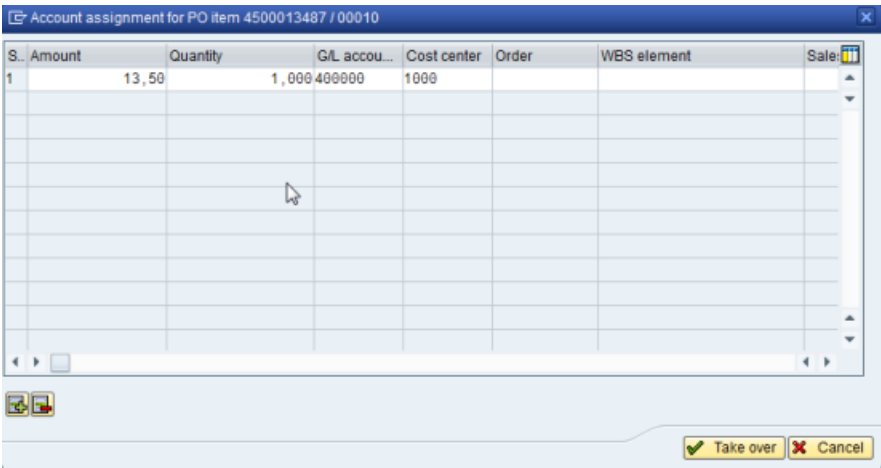 Account assignment for PO item 4500013487 / 00010
S.. Amount Quantity G/L accou... Cost center Order WBS element Sale
1 13,50 1,000 400000 1000
Take over Cancel